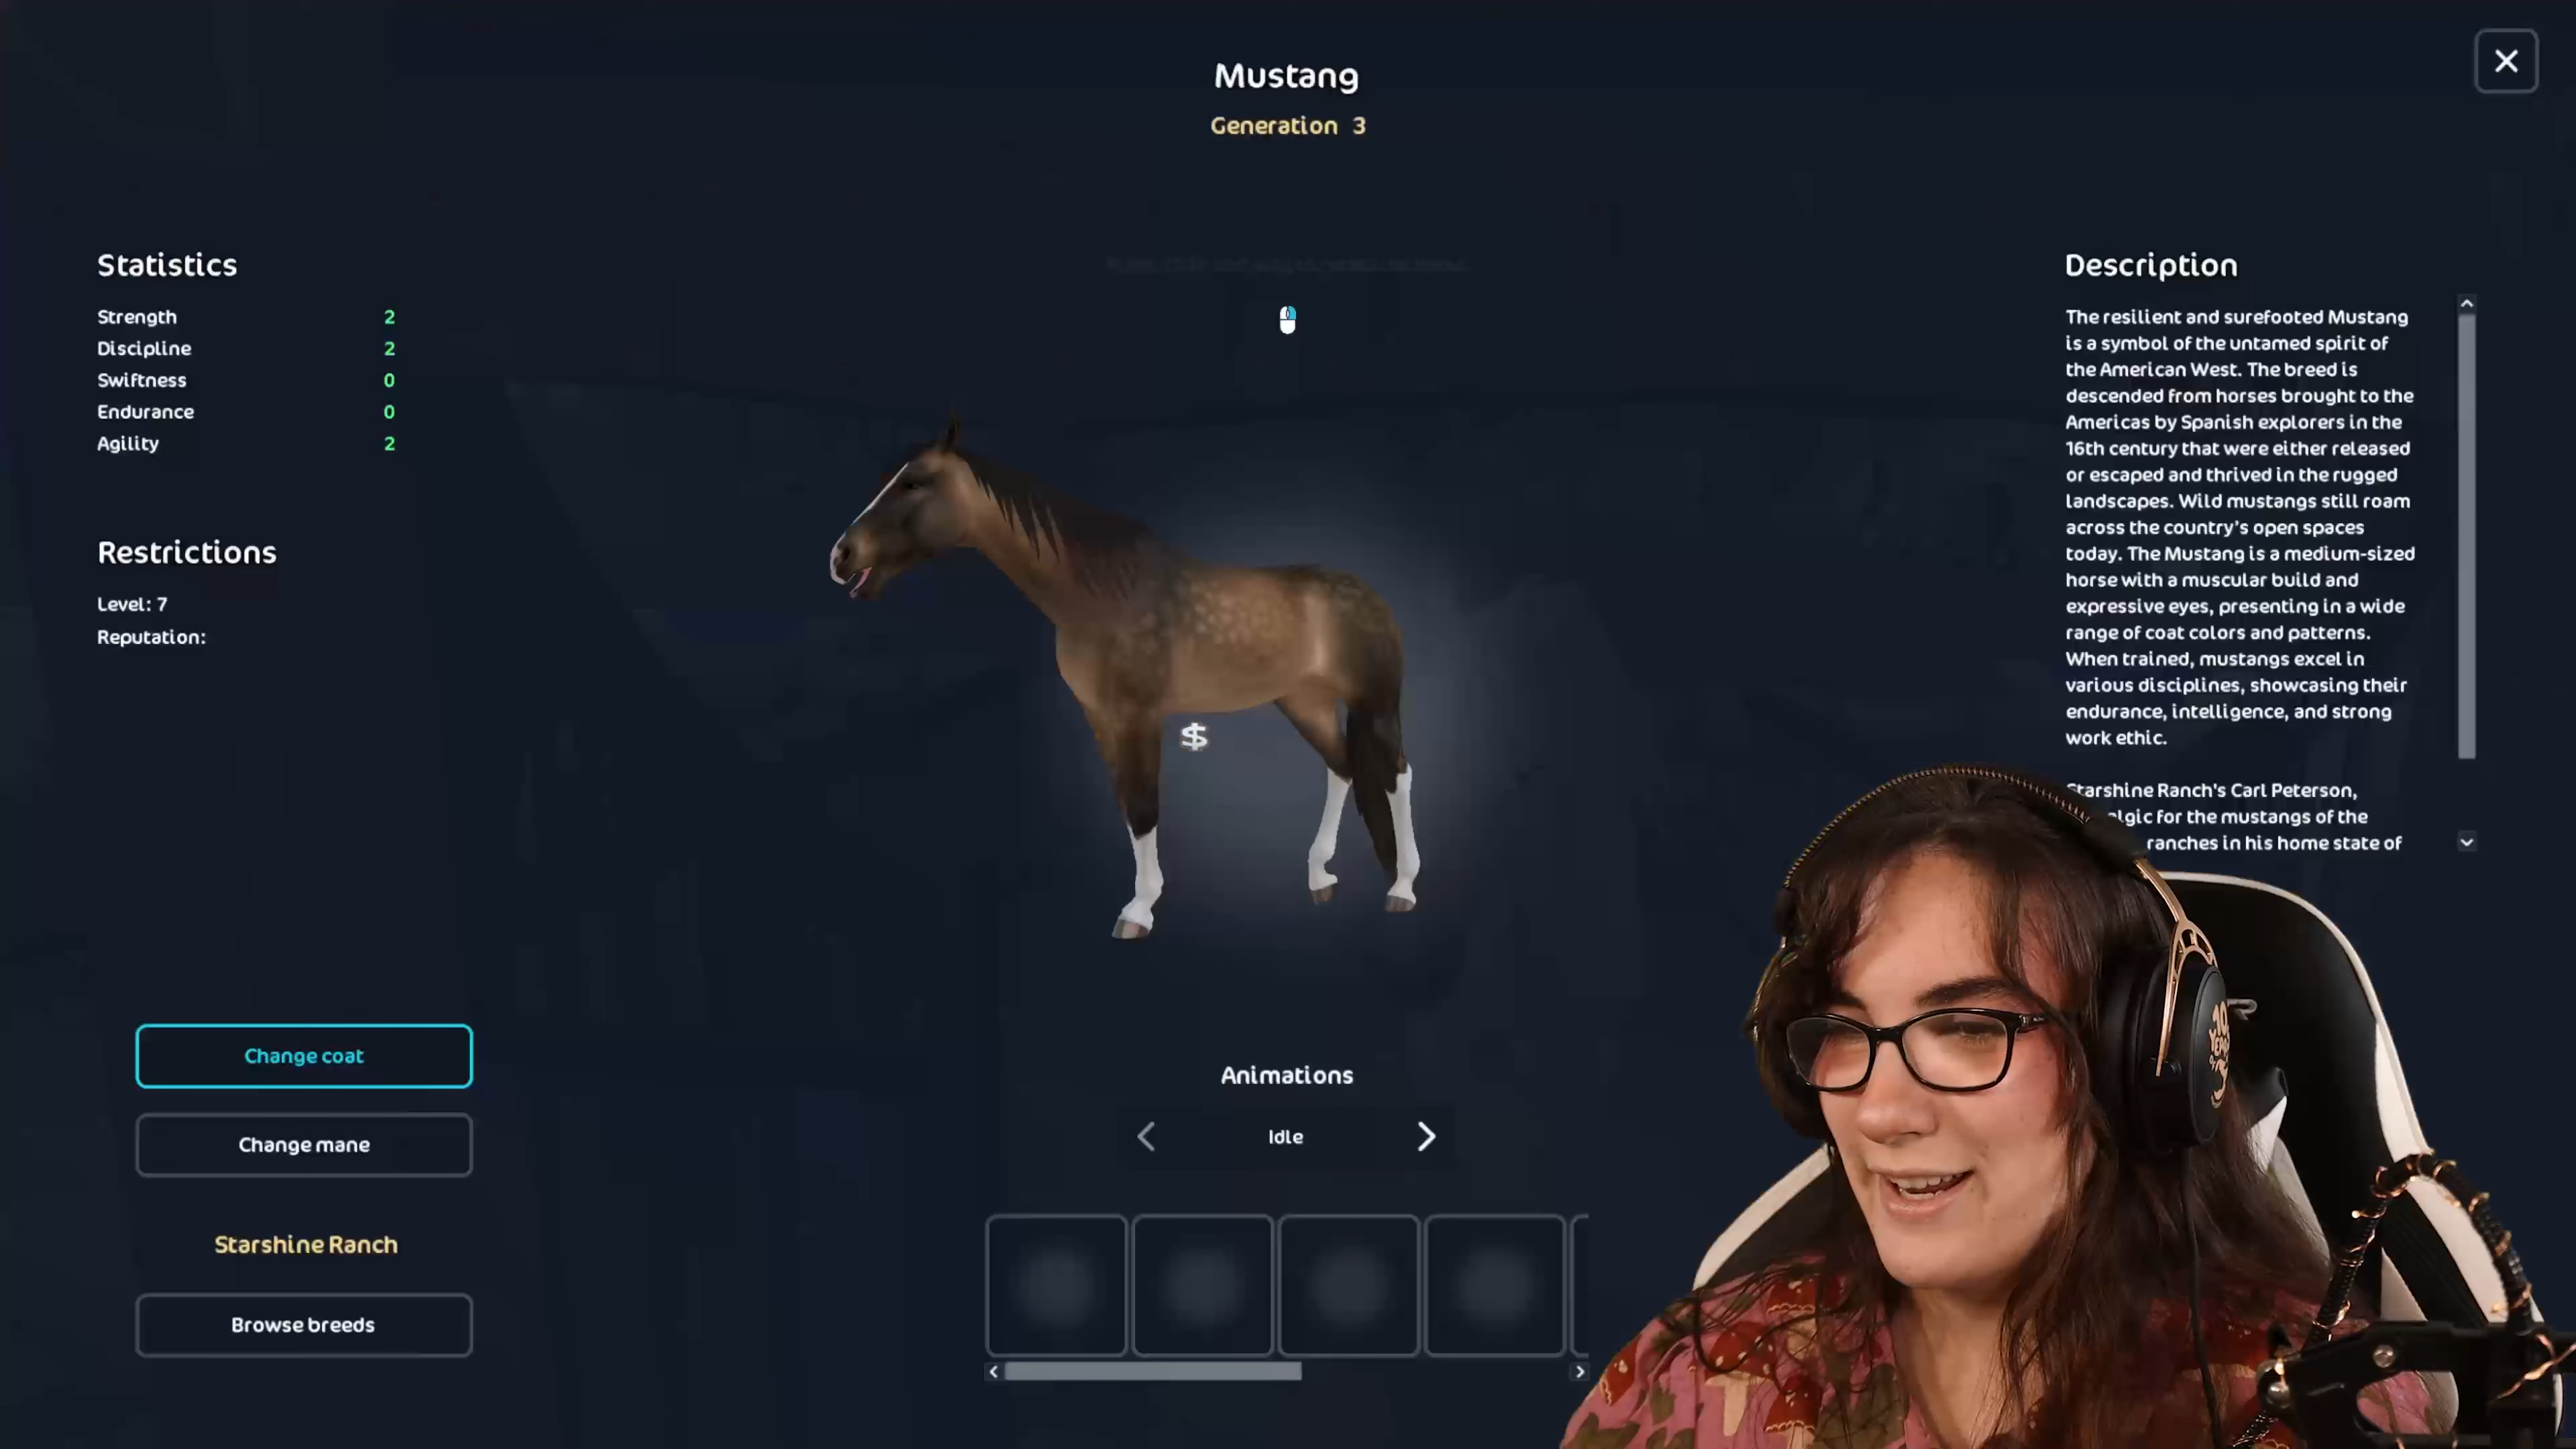 Mustang
Generation 3
Statistics
Strength 2
Discipline 2
Swiftness 0
Endurance 0
Agility 2
Restrictions
Level: 7
Reputation:
$
Change coat
Change mane
Starshine Ranch
Browse breeds
Animations
Idle
Description
The resilient and surefooted Mustang
is a symbol of the untamed spirit of
the American West. The breed is
descended from horses brought to the
Americas by Spanish explorers in the
16th century that were either released
or escaped and thrived in the rugged
landscapes. Wild mustangs still roam
across the country's open spaces
today. The Mustang is a medium-sized
horse with a muscular build and
expressive eyes, presenting in a wide
range of coat colors and patterns.
When trained, mustangs excel in
various disciplines, showcasing their
endurance, intelligence, and strong
work ethic.
Starshine Ranch's Carl Peterson,
for the mustangs of the
ranches in his home state of
10
YEARS